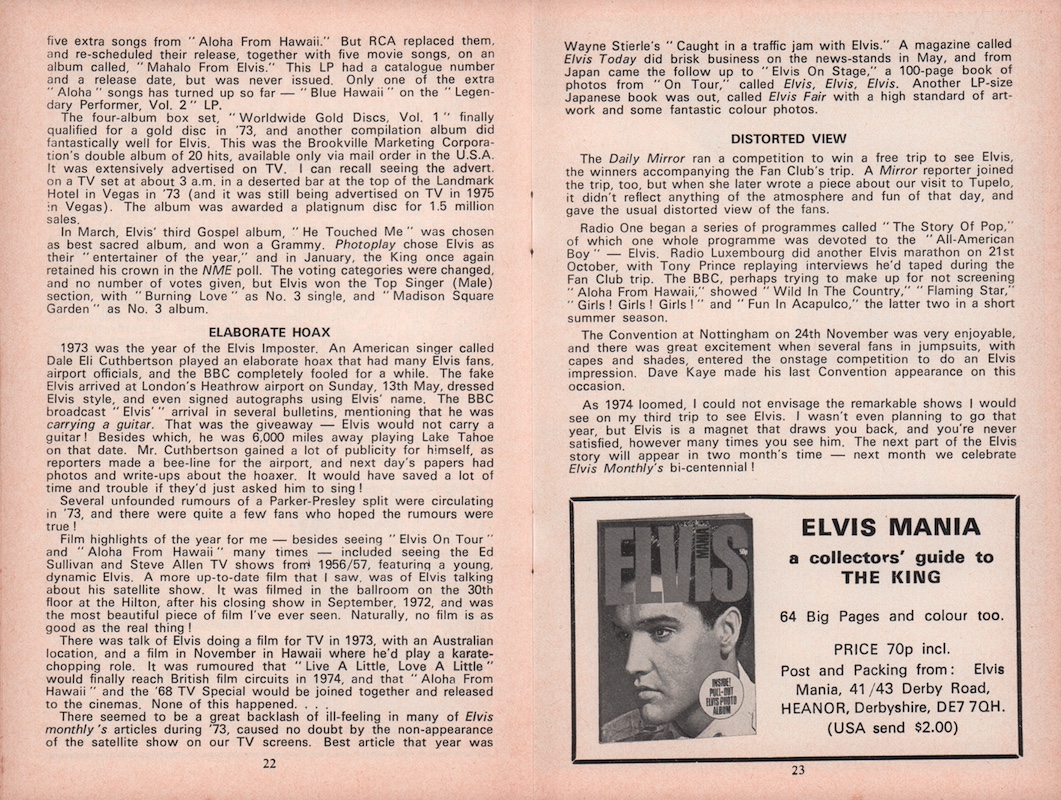 five extra songs from "Aloha From Hawaii." But RCA replaced them,
and re-scheduled their release, together with five movie songs, on an
album called, "Mahalo From Elvis." This LP had a catalogue number
and a release date, but was never issued. Only one of the extra
"Aloha" songs has turned up so far — "Blue Hawaii" on the "Legen-
dary Performer, Vol. 2" LP.
The four-album box set, "Worldwide Gold Discs, Vol. 1" finally
qualified for a gold disc in '73, and another compilation album did
fantastically well for Elvis. This was the Brookville Marketing Corpora-
tion's double album of 20 hits, available only via mail order in the U.S.A.
It was extensively advertised on TV. I can recall seeing the advert.
on a TV set at about 3 a.m. in a deserted bar at the top of the Landmark
Hotel in Vegas in '73 (and it was still being advertised on TV in 1975
in Vegas). The album was awarded a platignum disc for 1.5 million
sales.
In March, Elvis' third Gospel album, "He Touched Me" was chosen
as best sacred album, and won a Grammy. Photoplay chose Elvis as
their "entertainer of the year," and in January, the King once again
retained his crown in the NME poll. The voting categories were changed,
and no number of votes given, but Elvis won the Top Singer (Male)
section, with "Burning Love" as No. 3 single, and "Madison Square
Garden" as No. 3 album.
ELABORATE HOAX
1973 was the year of the Elvis Imposter. An American singer called
Dale Eli Cuthbertson played an elaborate hoax that had many Elvis fans,
airport officials, and the BBC completely fooled for a while. The fake
Elvis arrived at London's Heathrow airport on Sunday, 13th May, dressed
Elvis style, and even signed autographs using Elvis' name. The BBC
broadcast "Elvis'" arrival in several bulletins, mentioning that he was
carrying a guitar. That was the giveaway — Elvis would not carry a
guitar! Besides which, he was 6,000 miles away playing Lake Tahoe
on that date. Mr. Cuthbertson gained a lot of publicity for himself, as
reporters made a bee-line for the airport, and next day's papers had
photos and write-ups about the hoaxer. It would have saved a lot of
time and trouble if they'd just asked him to sing!
Several unfounded rumours of a Parker-Presley split were circulating
in '73, and there were quite a few fans who hoped the rumours were
true!
Film highlights of the year for me — besides seeing "Elvis On Tour"
and "Aloha From Hawaii" many times — included seeing the Ed
Sullivan and Steve Allen TV shows from 1956/57, featuring a young,
dynamic Elvis. A more up-to-date film that I saw, was of Elvis talking
about his satellite show. It was filmed in the ballroom on the 30th
floor at the Hilton, after his closing show in September, 1972, and was
the most beautiful piece of film I've ever seen. Naturally, no film is as
good as the real thing!
There was talk of Elvis doing a film for TV in 1973, with an Australian
location, and a film in November in Hawaii where he'd play a karate-
chopping role. It was rumoured that "Live A Little, Love A Little"
would finally reach British film circuits in 1974, and that "Aloha From
Hawaii" and the '68 TV Special would be joined together and released
to the cinemas. None of this happened. . . .
There seemed to be a great backlash of ill-feeling in many of Elvis
monthly's articles during '73, caused no doubt by the non-appearance
of the satellite show on our TV screens. Best article that year was
22
Wayne Stierle's "Caught in a traffic jam with Elvis." A magazine called
Elvis Today did brisk business on the news-stands in May, and from
Japan came the follow up to "Elvis On Stage," a 100-page book of
photos from "On Tour," called Elvis, Elvis, Elvis. Another LP-size
Japanese book was out, called Elvis Fair with a high standard of art-
work and some fantastic colour photos.
DISTORTED VIEW
The Daily Mirror ran a competition to win a free trip to see Elvis,
the winners accompanying the Fan Club's trip. A Mirror reporter joined
the trip, too, but when she later wrote a piece about our visit to Tupelo,
it didn't reflect anything of the atmosphere and fun of that day, and
gave the usual distorted view of the fans.
Radio One began a series of programmes called "The Story Of Pop,"
of which one whole programme was devoted to the "All-American
Boy" — Elvis. Radio Luxembourg did another Elvis marathon on 21st
October, with Tony Prince replaying interviews he'd taped during the
Fan Club trip. The BBC, perhaps trying to make up for not screening
"Aloha From Hawaii," showed "Wild In The Country," "Flaming Star,"
"Girls! Girls! Girls!" and "Fun In Acapulco," the latter two in a short
summer season.
The Convention at Nottingham on 24th November was very enjoyable,
and there was great excitement when several fans in jumpsuits, with
capes and shades, entered the onstage competition to do an Elvis
impression. Dave Kaye made his last Convention appearance on this
occasion.
As 1974 loomed, I could not envisage the remarkable shows I would
see on my third trip to see Elvis. I wasn't even planning to go that
year, but Elvis is a magnet that draws you back, and you're never
satisfied, however many times you see him. The next part of the Elvis
story will appear in two month's time — next month we celebrate
Elvis Monthly's bi-centennial!
ELVIS
MANIA
50p
INSIDE!
PULL-OUT
ELVIS PHOTO
ALBUM
ELVIS MANIA
a collectors' guide to
THE KING
64 Big Pages and colour too.
PRICE 70p incl.
Post and Packing from: Elvis
Mania, 41/43 Derby Road,
HEANOR, Derbyshire, DE7 7QH.
(USA send $2.00)
23